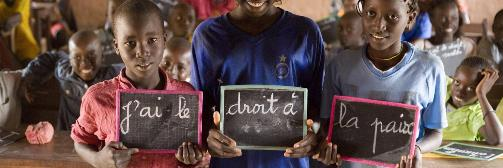 j'ai le
droit à
la paix